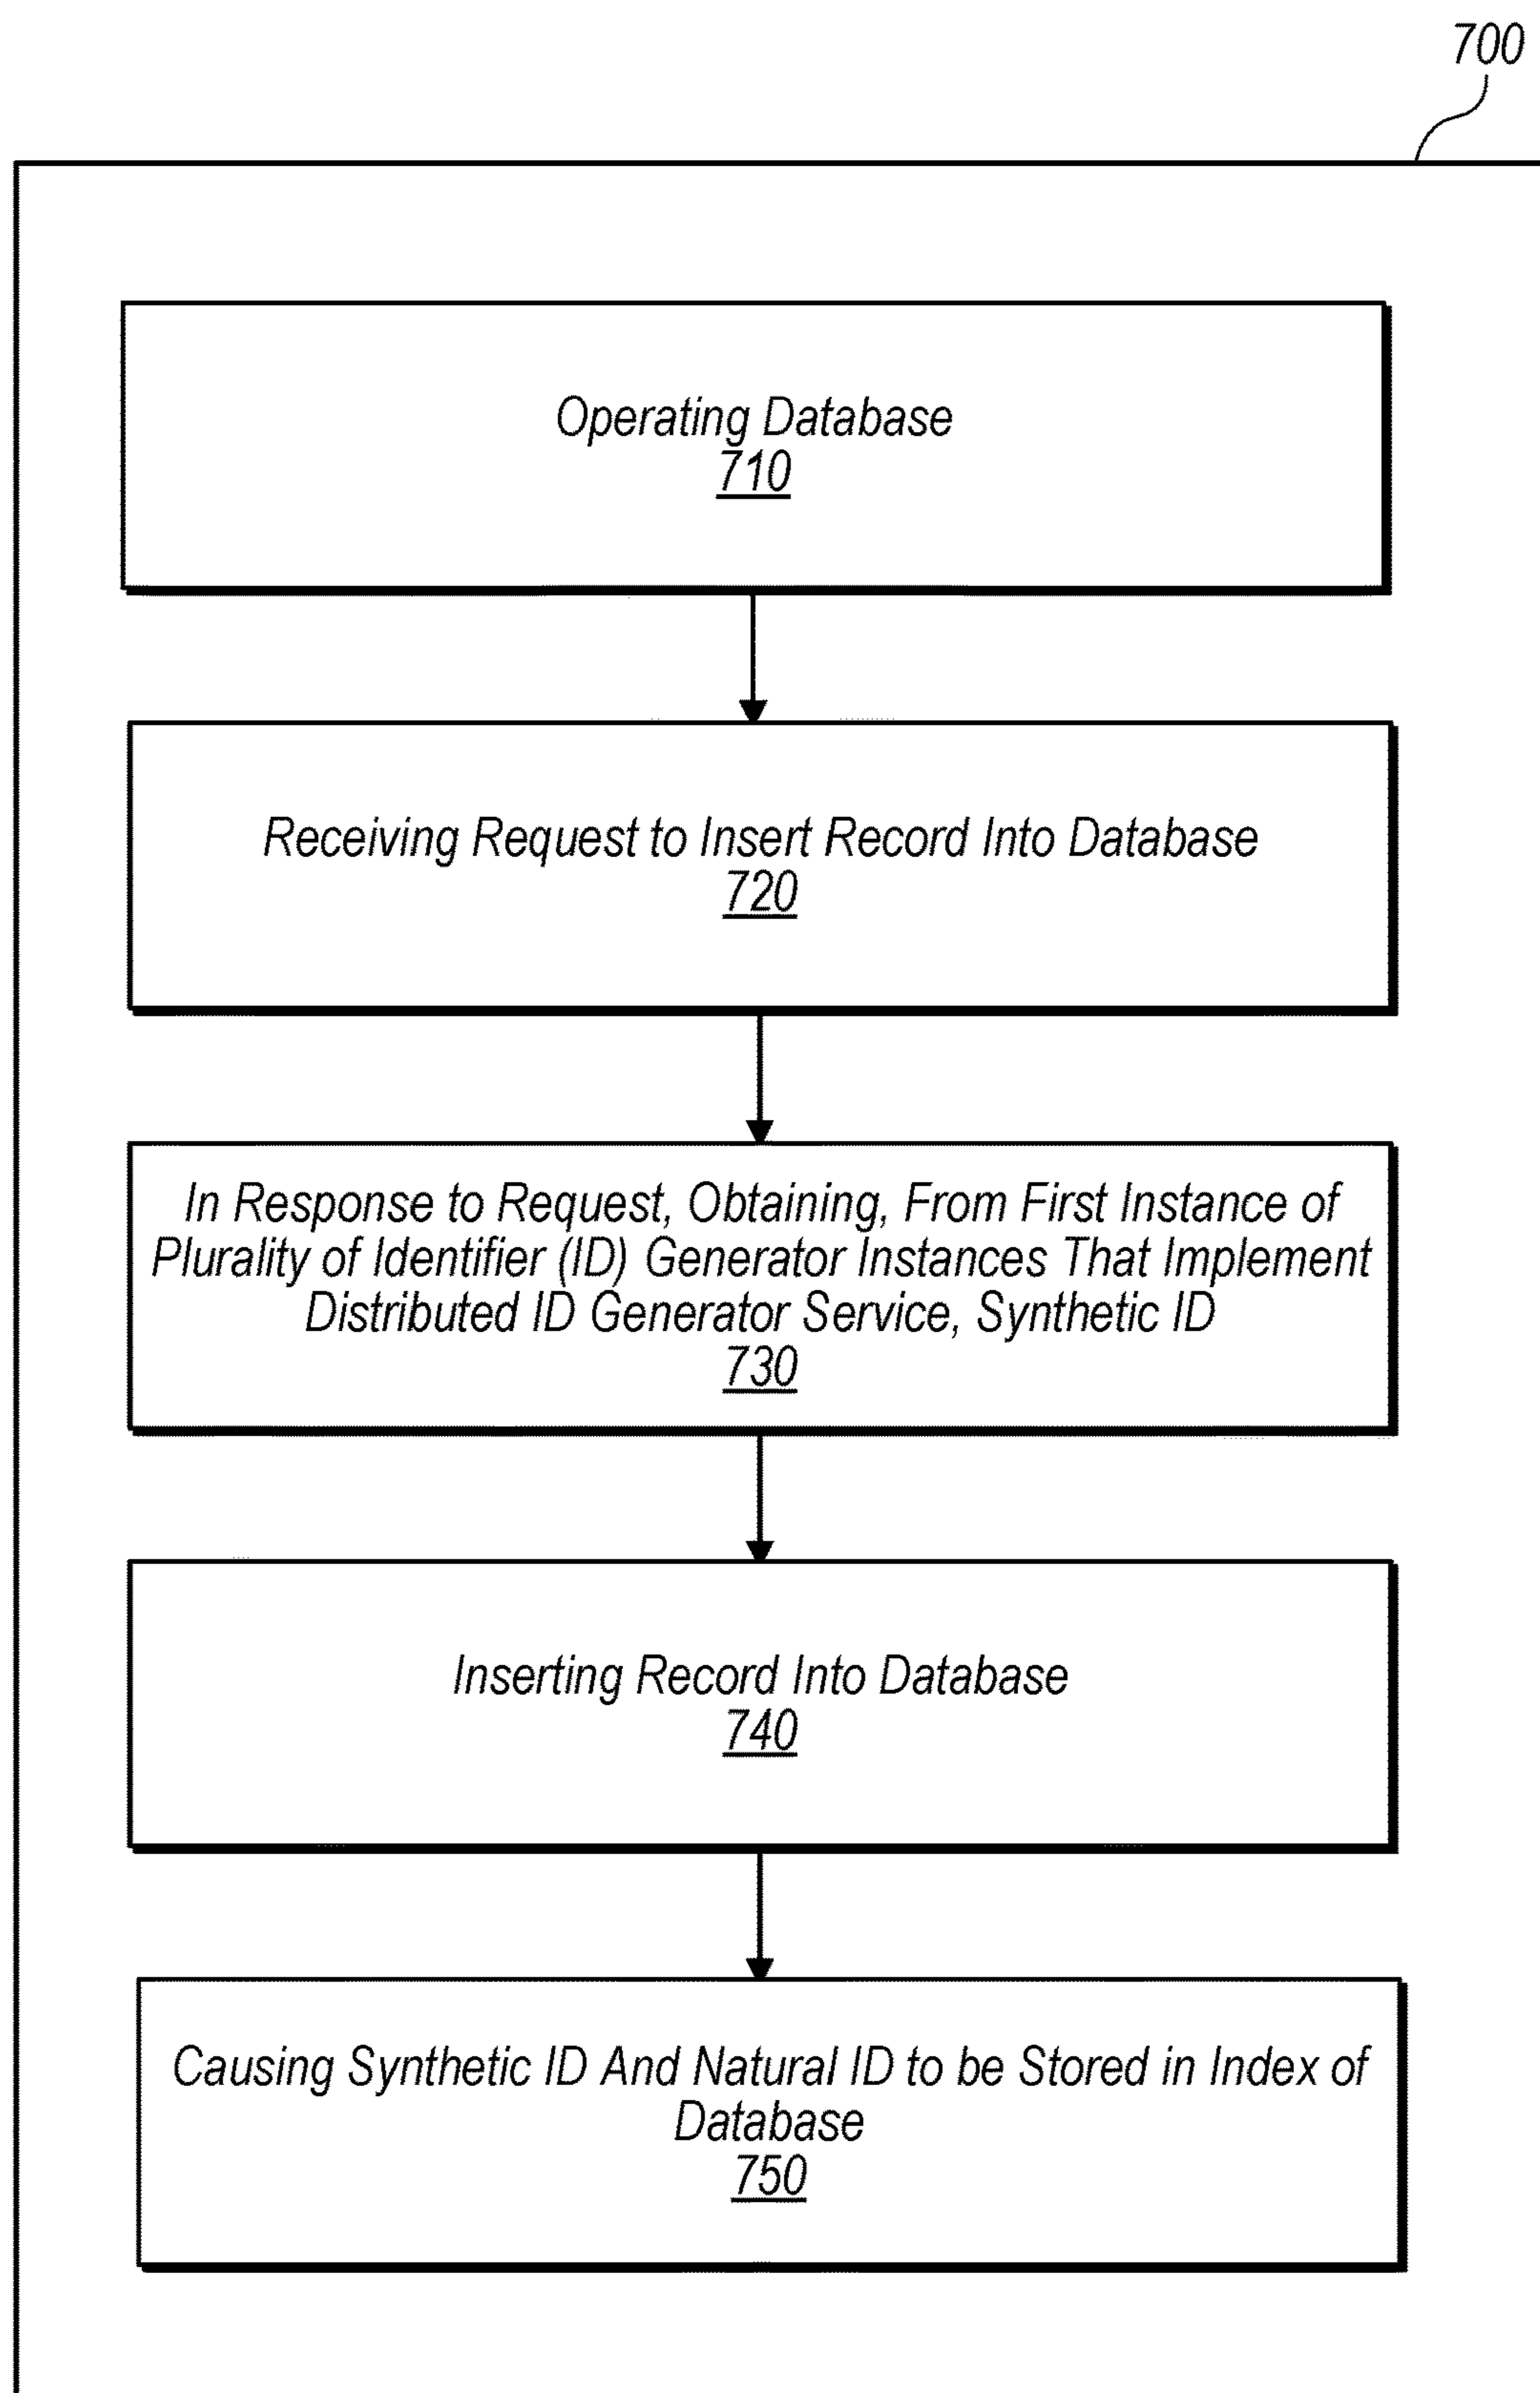 700
Operating Database
710
Receiving Request to Insert Record Into Database
720
In Response to Request, Obtaining, From First Instance of
Plurality of Identifier (ID) Generator Instances That Implement
Distributed ID Generator Service, Synthetic ID
730
Inserting Record Into Database
740
Causing Synthetic ID And Natural ID to be Stored in Index of
Database
750